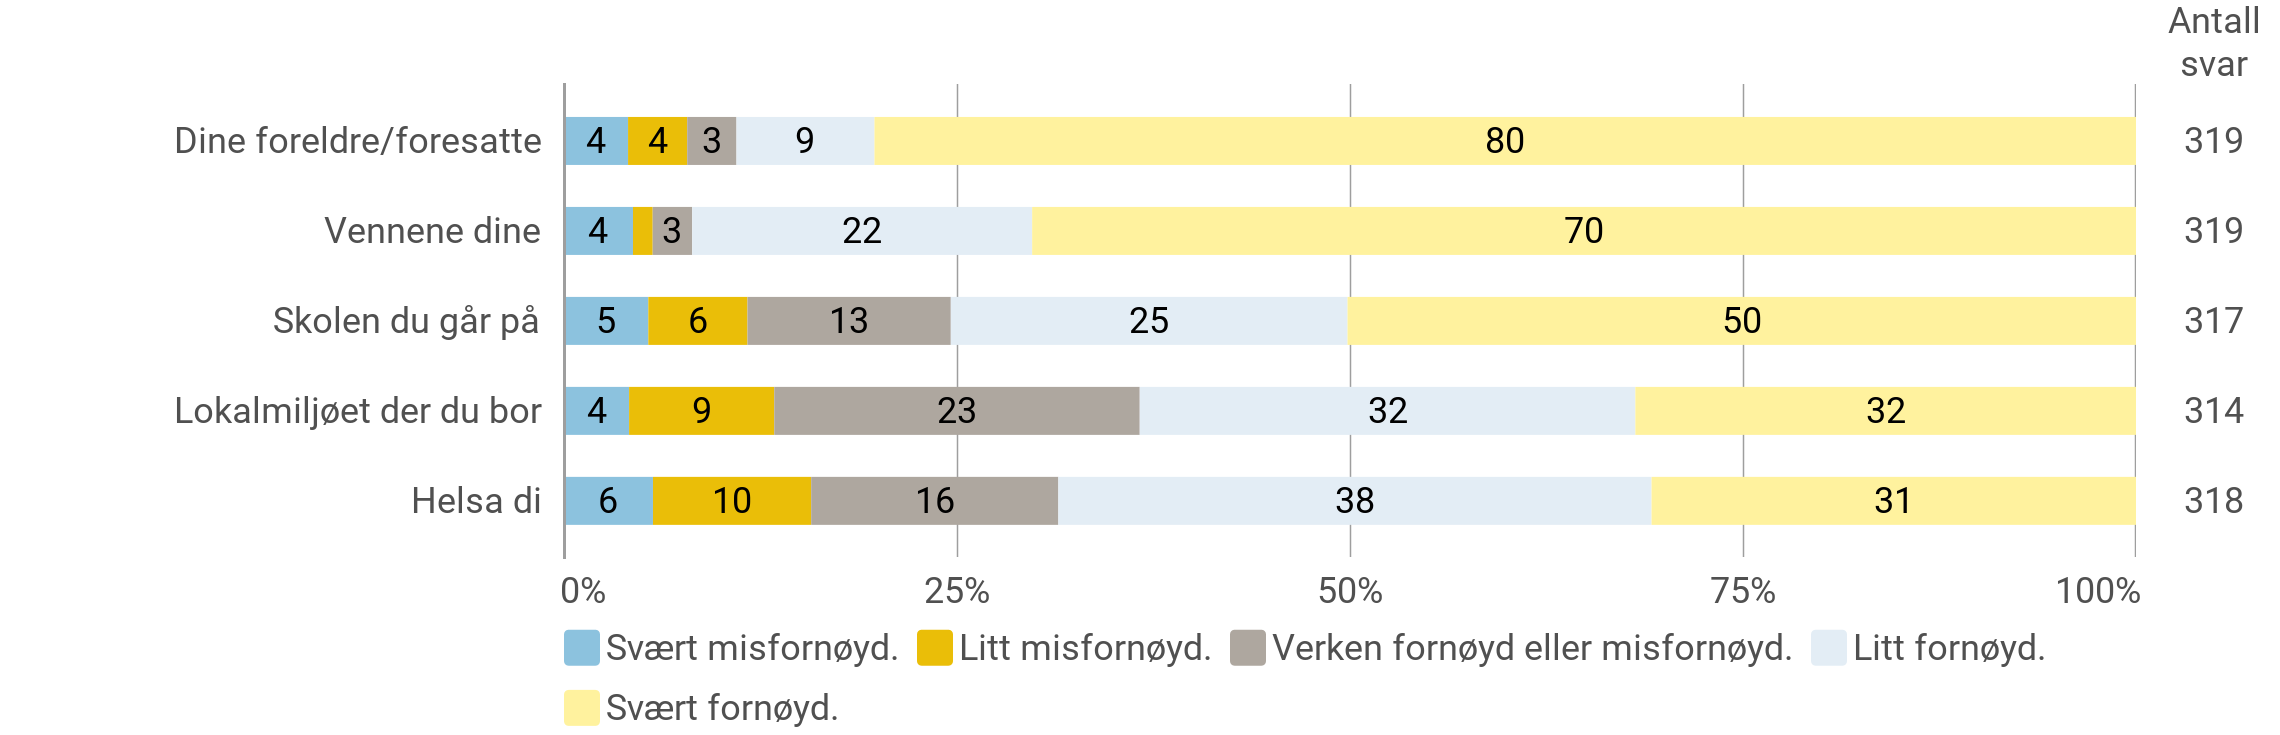 Antall
svar
Dine foreldre/foresatte 4 4 3 9 80 319
Vennene dine 4 3 22 70 319
Skolen du går på 5 6 13 25 50 317
Lokalmiljøet der du bor 4 9 23 32 32 314
Helsa di 6 10 16 38 31 318
0% 25% 50% 75% 100%
Svært misfornøyd. Litt misfornøyd. Verken fornøyd eller misfornøyd. Litt fornøyd.
Svært fornøyd.